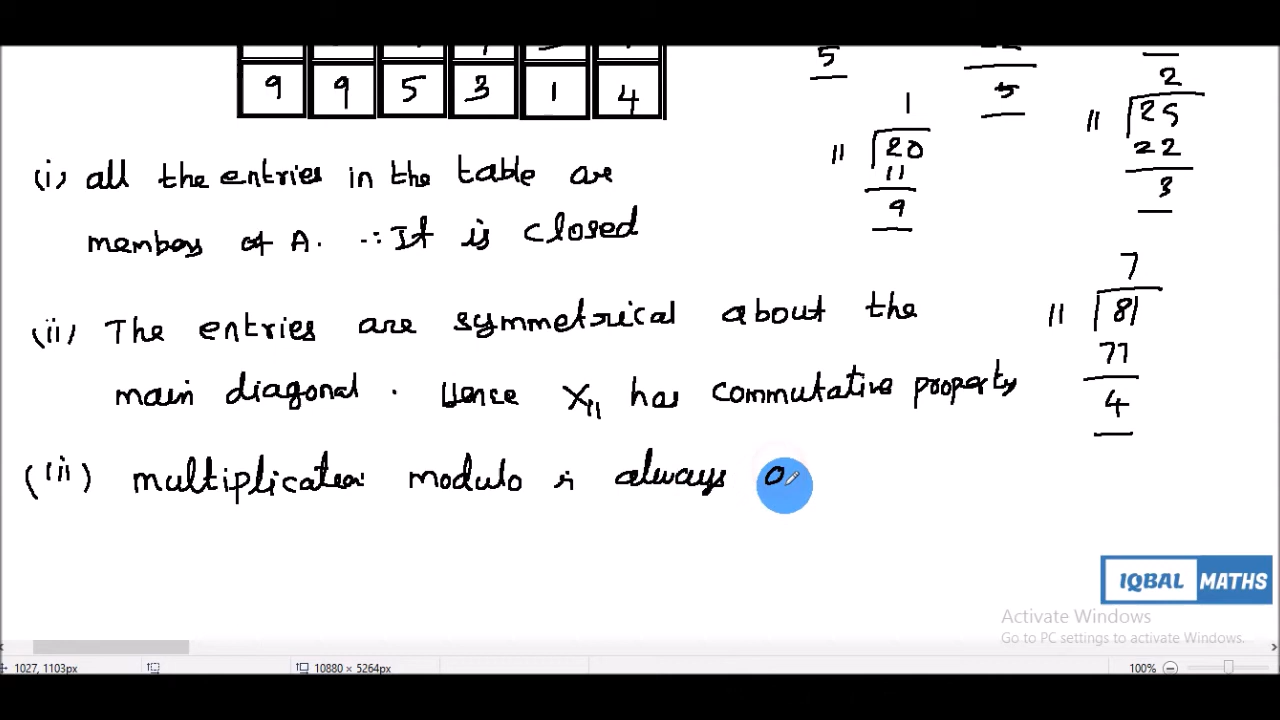 9 9 5 3 1 4
5
5
2
1
11 20
11
9
11 25
22
3
(i) all the entries in the table are
members of A. ∴ It is closed
(ii) The entries are symmetrical about the
main diagonal. Hence X11 has commutative property
7
11 81
77
4
(iii) multiplication modulo is always a
IQBAL MATHS
Activate Windows
Go to PC settings to activate Windows.
1027, 1103px
10880 × 5264px
100%